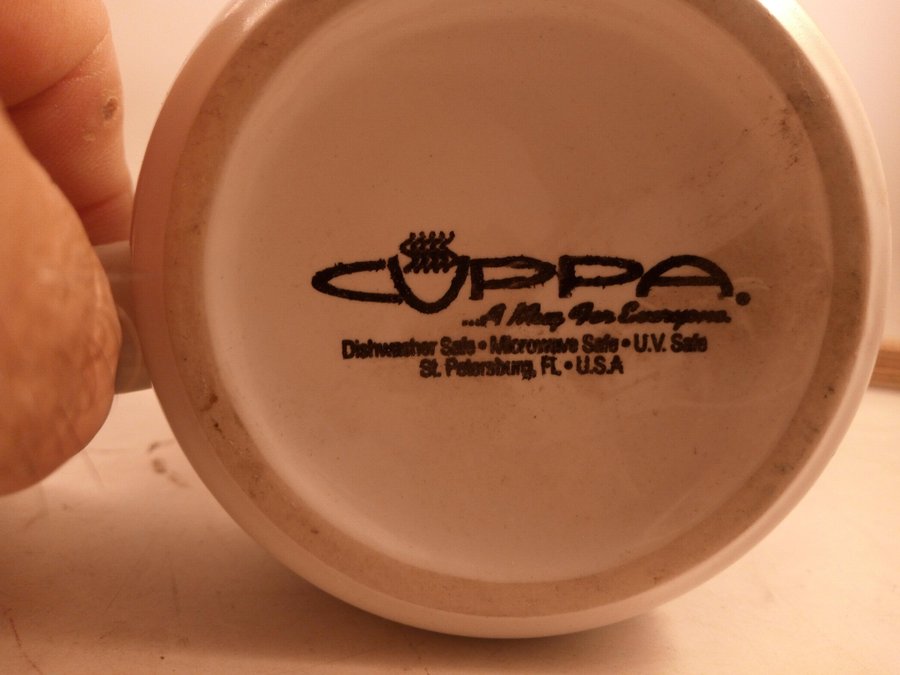 CUPPA®
...A Mug For Everyone.
Dishwasher Safe • Microwave Safe • U.V. Safe
St. Petersburg, FL • U.S.A